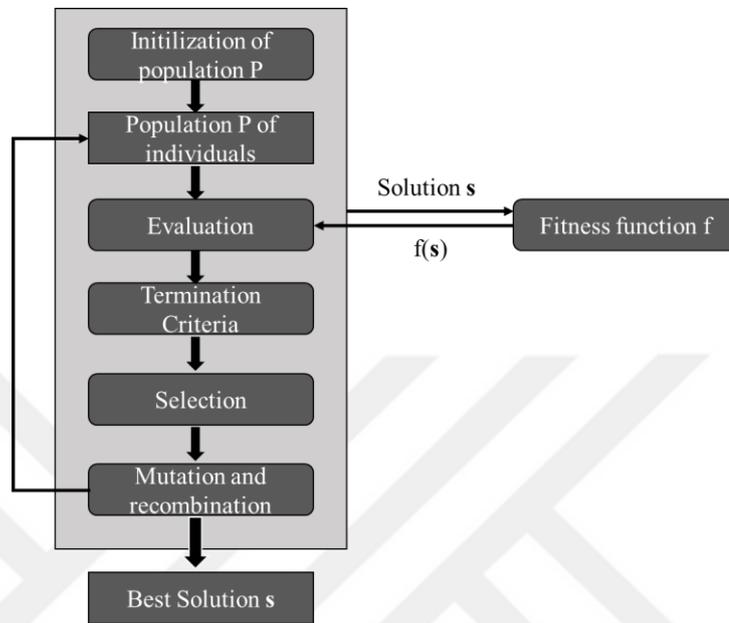 Initilization of
population P
Population P of
individuals
Evaluation
Solution s
f(s)
Fitness function f
Termination
Criteria
Selection
Mutation and
recombination
Best Solution s